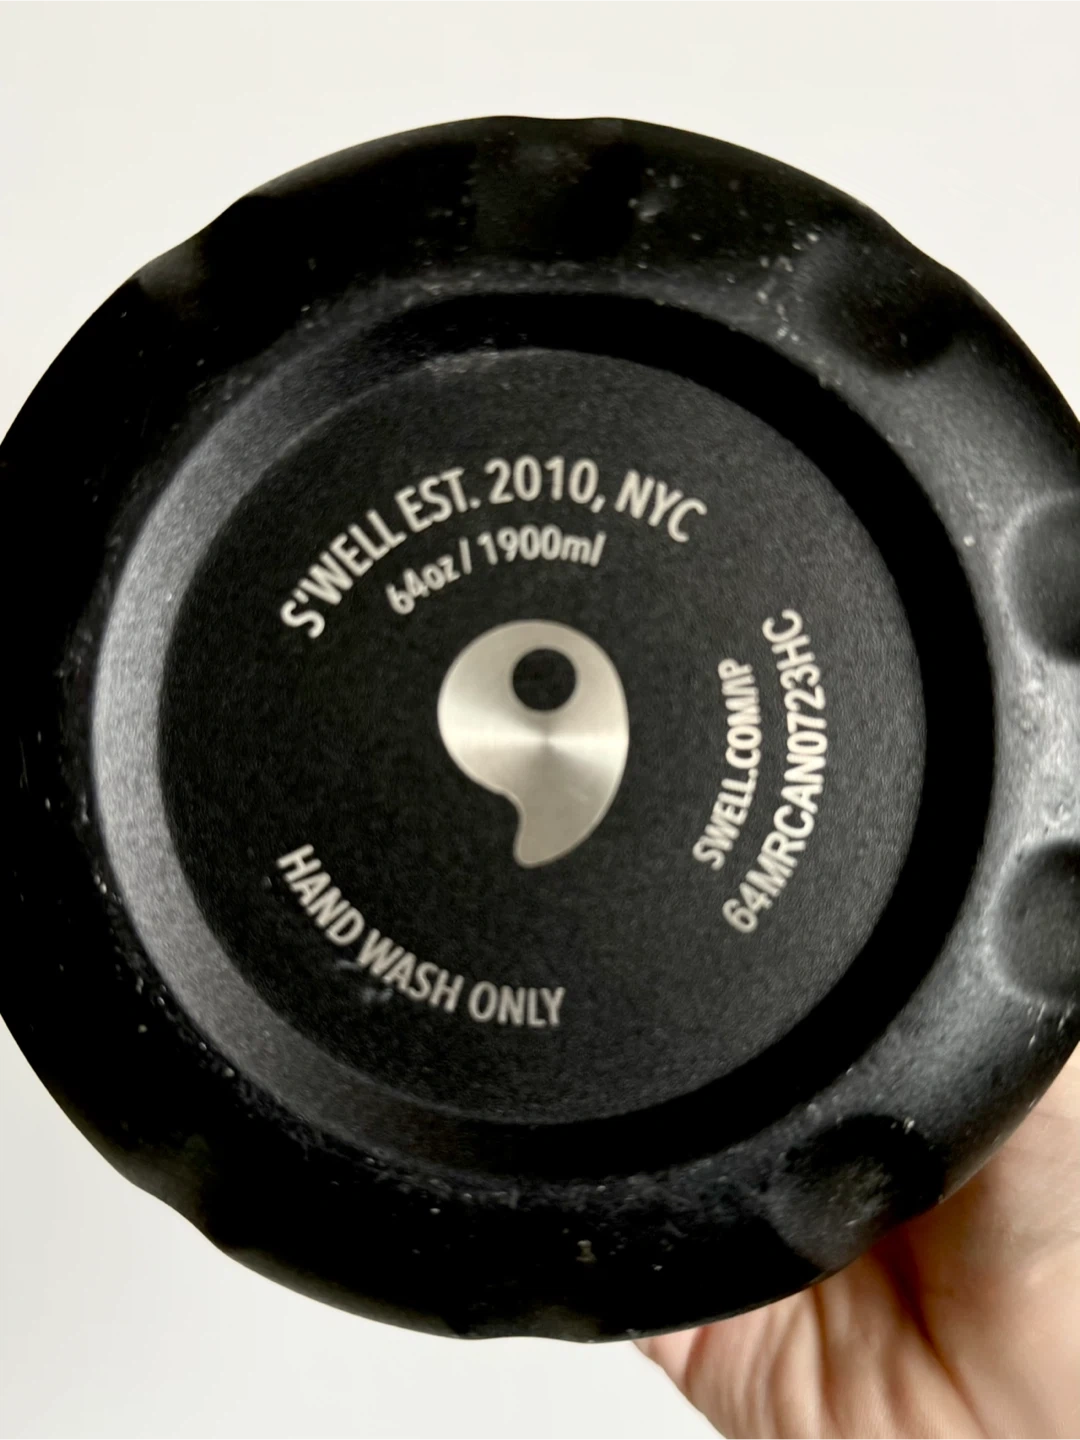 S'WELL EST. 2010, NYC
64oz / 1900ml
SWELL.COM/IP
64MRCAN0723HC
HAND WASH ONLY